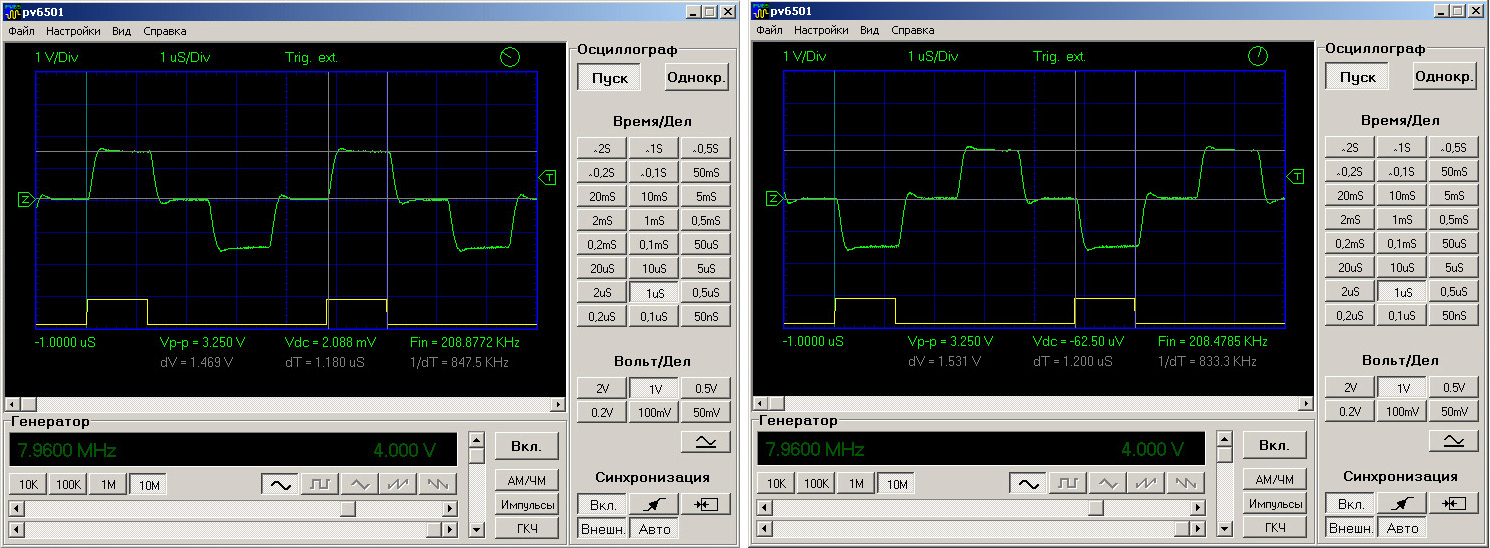 pv6501
Файл Настройки Вид Справка
1 V/Div 1 uS/Div Trig. ext.
Z
T
-1.0000 uS Vp-p = 3.250 V Vdc = 2.088 mV Fin = 208.8772 KHz
dV = 1.469 V dT = 1.180 uS 1/dT = 847.5 KHz
Генератор
7.9600 MHz 4.000 V
Вкл.
10K 100K 1M 10M
АМ/ЧМ
Импульсы
ГКЧ
Осциллограф
Пуск Однокр.
Время/Дел
~2S ~1S ~0,5S
~0,2S ~0,1S 50mS
20mS 10mS 5mS
2mS 1mS 0,5mS
0,2mS 0,1mS 50uS
20uS 10uS 5uS
2uS 1uS 0,5uS
0,2uS 0,1uS 50nS
Вольт/Дел
2V 1V 0.5V
0.2V 100mV 50mV
Синхронизация
Вкл.
Внешн. Авто
pv6501
Файл Настройки Вид Справка
1 V/Div 1 uS/Div Trig. ext.
Z
T
-1.0000 uS Vp-p = 3.250 V Vdc = -62.50 uV Fin = 208.4785 KHz
dV = 1.531 V dT = 1.200 uS 1/dT = 833.3 KHz
Генератор
7.9600 MHz 4.000 V
Вкл.
10K 100K 1M 10M
АМ/ЧМ
Импульсы
ГКЧ
Осциллограф
Пуск Однокр.
Время/Дел
~2S ~1S ~0,5S
~0,2S ~0,1S 50mS
20mS 10mS 5mS
2mS 1mS 0,5mS
0,2mS 0,1mS 50uS
20uS 10uS 5uS
2uS 1uS 0,5uS
0,2uS 0,1uS 50nS
Вольт/Дел
2V 1V 0.5V
0.2V 100mV 50mV
Синхронизация
Вкл.
Внешн. Авто